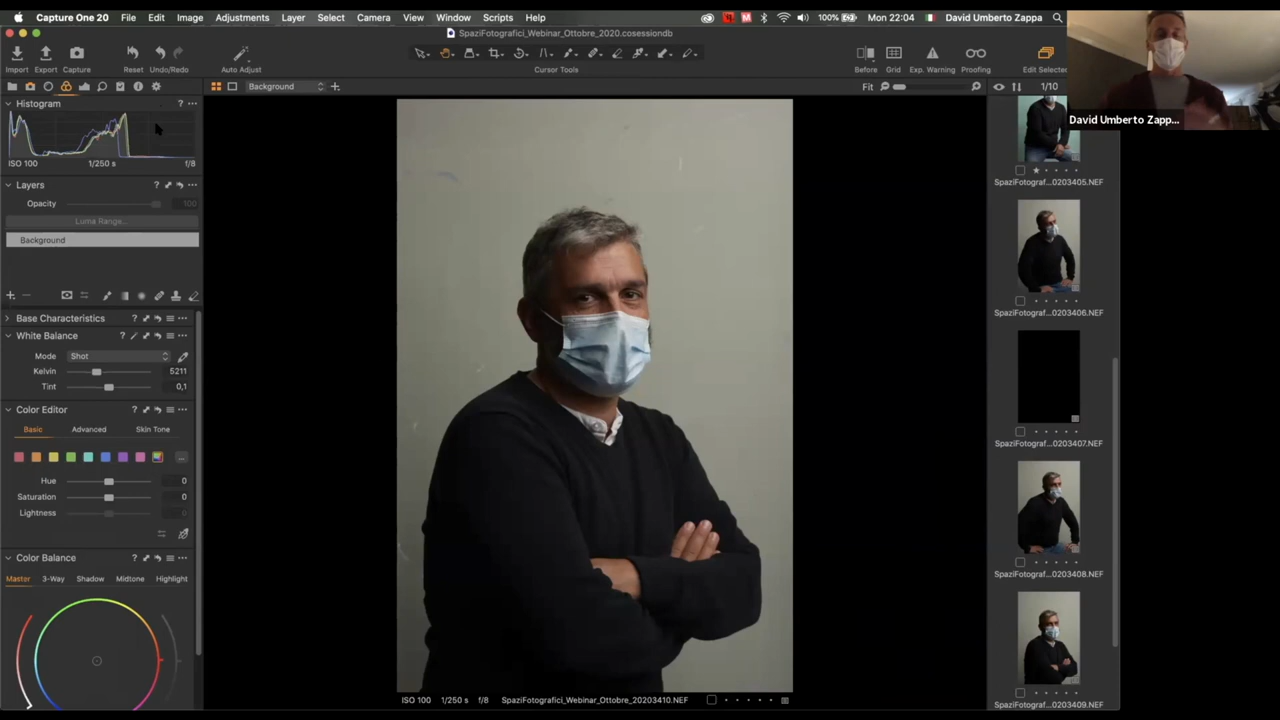 Capture One 20 File Edit Image Adjustments Layer Select Camera View Window Scripts Help 100% Mon 22:04 David Umberto Zappa
SpaziFotografici_Webinar_Ottobre_2020.cosessiondb
Import Export Capture Reset Undo/Redo Auto Adjust Cursor Tools Before Grid Exp. Warning Proofing Edit Selected
Background Fit 1/10
David Umberto Zapp...
Histogram
ISO 100 1/250 s f/8
Layers
Opacity 100
Luma Range...
Background
Base Characteristics
White Balance
Mode Shot
Kelvin 5211
Tint 0,1
Color Editor
Basic Advanced Skin Tone
Hue 0
Saturation 0
Lightness 0
Color Balance
Master 3-Way Shadow Midtone Highlight
ISO 100 1/250 s f/8 SpaziFotografici_Webinar_Ottobre_20203410.NEF
SpaziFotograf...0203405.NEF
SpaziFotograf...0203406.NEF
SpaziFotograf...0203407.NEF
SpaziFotograf...0203408.NEF
SpaziFotograf...0203409.NEF